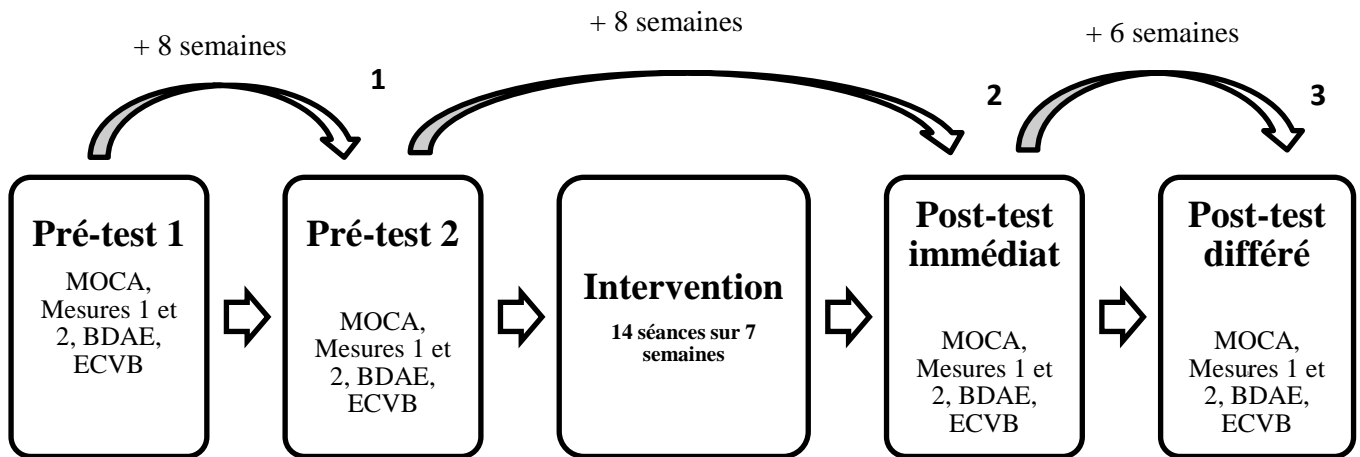 + 8 semaines
+ 8 semaines
+ 6 semaines
1
2
3
Pré-test 1
MOCA,
Mesures 1 et
2, BDAE,
ECVB
Pré-test 2
MOCA,
Mesures 1 et
2, BDAE,
ECVB
Intervention
14 séances sur 7
semaines
Post-test
immédiat
MOCA,
Mesures 1 et
2, BDAE,
ECVB
Post-test
différé
MOCA,
Mesures 1 et
2, BDAE,
ECVB